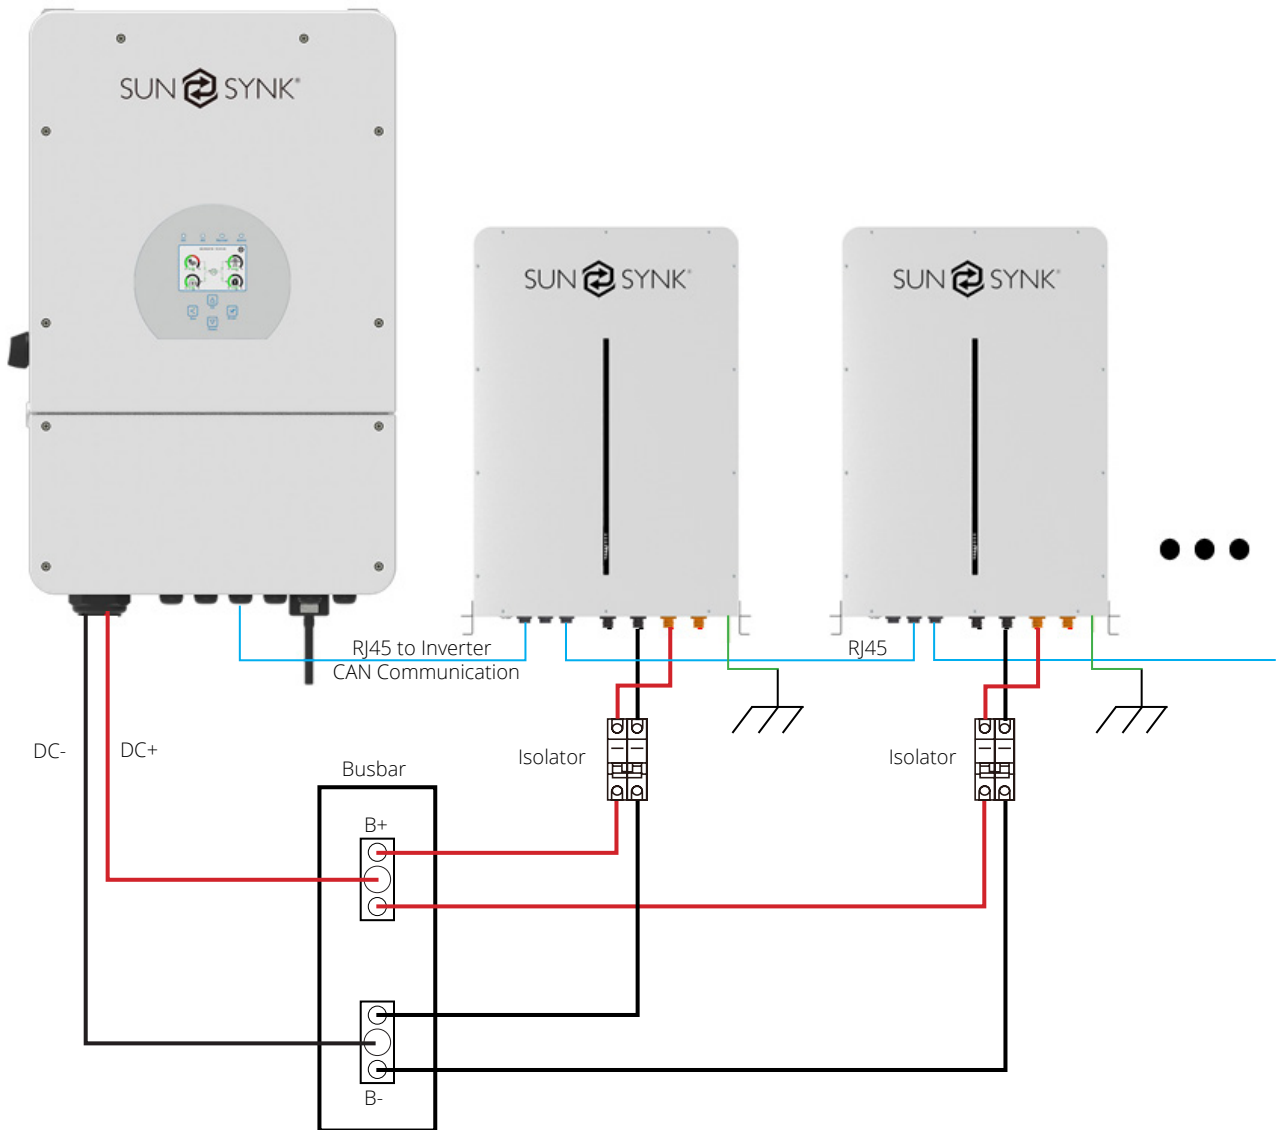 SUN SYNK®
SUN SYNK®
SUN SYNK®
RJ45 to Inverter
CAN Communication
RJ45
DC-
DC+
Isolator
Isolator
Busbar
B+
B-